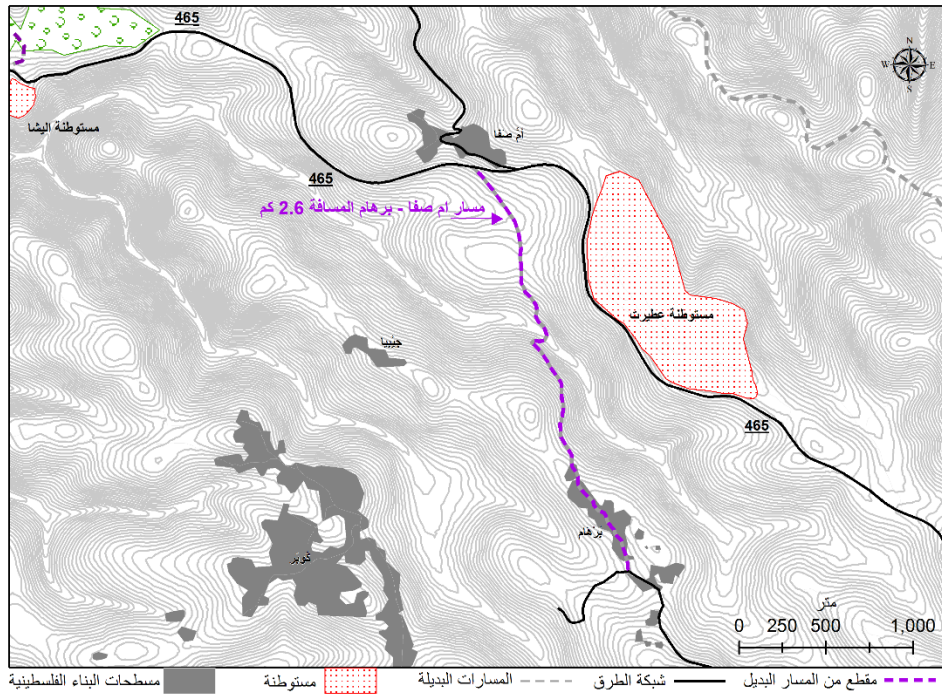 465
N
W E
S
مستوطنة اليشا
أم صفا
465
مسار ام صفا - برهام المسافة 2.6 كم
مستوطنة عطيرت
جيبيا
465
برهام
كوبر
متر
0 250 500 1,000
مقطع من المسار البديل شبكة الطرق المسارات البديلة مستوطنة مسطحات البناء الفلسطينية